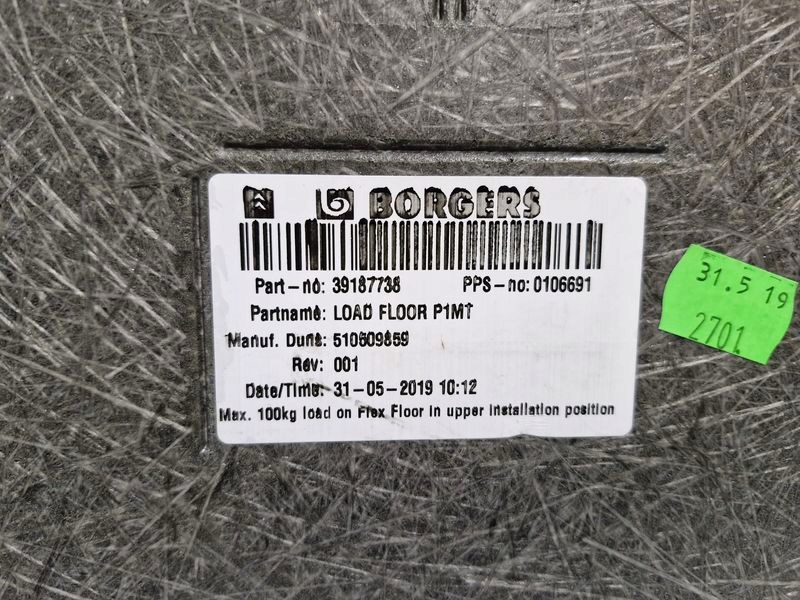 BORGERS
Part-no: 39187738 PPS-no: 0106691
Partname: LOAD FLOOR P1MT
Manuf. Duns: 510609859
Rev: 001
Date/Time: 31-05-2019 10:12
Max. 100kg load on Flex Floor in upper installation position
31.5 19
2701